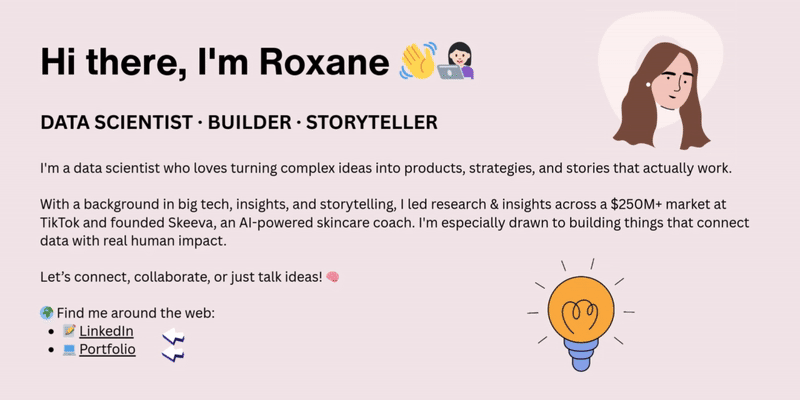 Hi there, I'm Roxane 👋🏻👩🏻‍💻
DATA SCIENTIST · BUILDER · STORYTELLER
I'm a data scientist who loves turning complex ideas into products, strategies, and stories that actually work.
With a background in big tech, insights, and storytelling, I led research & insights across a $250M+ market at
TikTok and founded Skeeva, an AI-powered skincare coach. I'm especially drawn to building things that connect
data with real human impact.
Let’s connect, collaborate, or just talk ideas! 🧠
🌍 Find me around the web:
• 📝 LinkedIn
• 💻 Portfolio